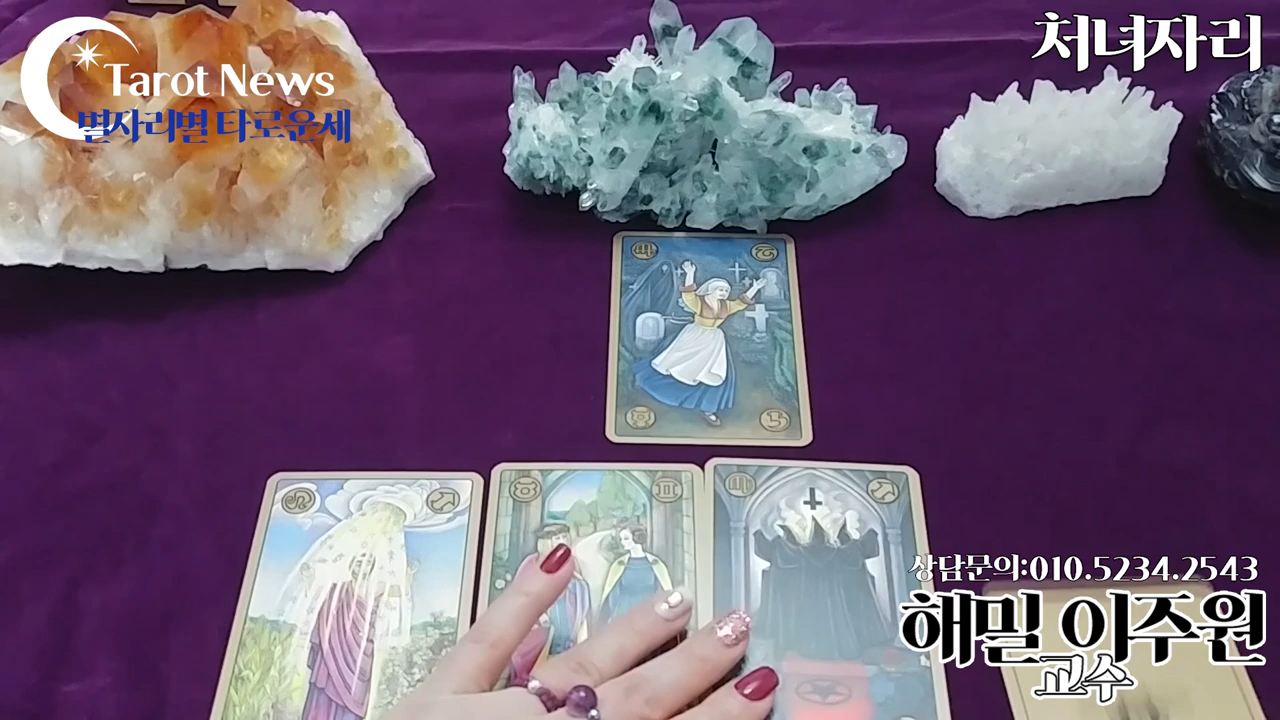 Tarot News
별자리별 타로운세
처녀자리
상담문의:010.5234.2543
해밀 이주원
교수